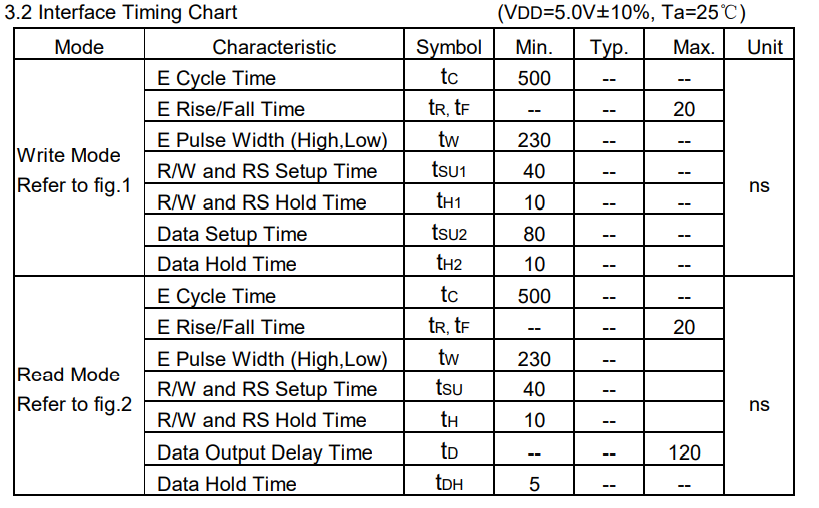 3.2 Interface Timing Chart (VDD=5.0V±10%, Ta=25℃)
Mode Characteristic Symbol Min. Typ. Max. Unit
Write Mode
Refer to fig.1
E Cycle Time tC 500 -- --
E Rise/Fall Time tR, tF -- -- 20
E Pulse Width (High,Low) tW 230 -- --
R/W and RS Setup Time tSU1 40 -- --
R/W and RS Hold Time tH1 10 -- --
Data Setup Time tSU2 80 -- --
Data Hold Time tH2 10 -- --
ns
Read Mode
Refer to fig.2
E Cycle Time tC 500 -- --
E Rise/Fall Time tR, tF -- -- 20
E Pulse Width (High,Low) tW 230 --
R/W and RS Setup Time tSU 40 --
R/W and RS Hold Time tH 10 --
Data Output Delay Time tD -- -- 120
Data Hold Time tDH 5 -- --
ns